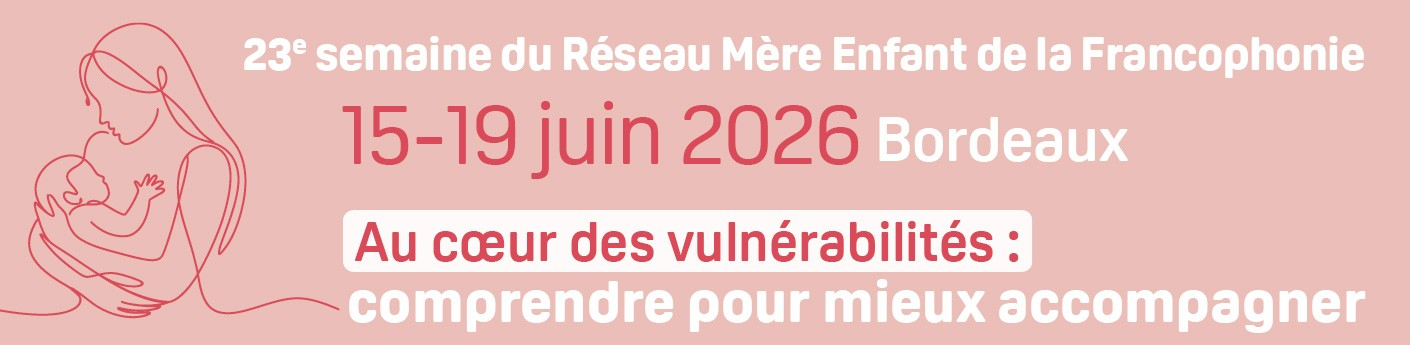 23e semaine du Réseau Mère Enfant de la Francophonie
15-19 juin 2026 Bordeaux
Au cœur des vulnérabilités :
comprendre pour mieux accompagner